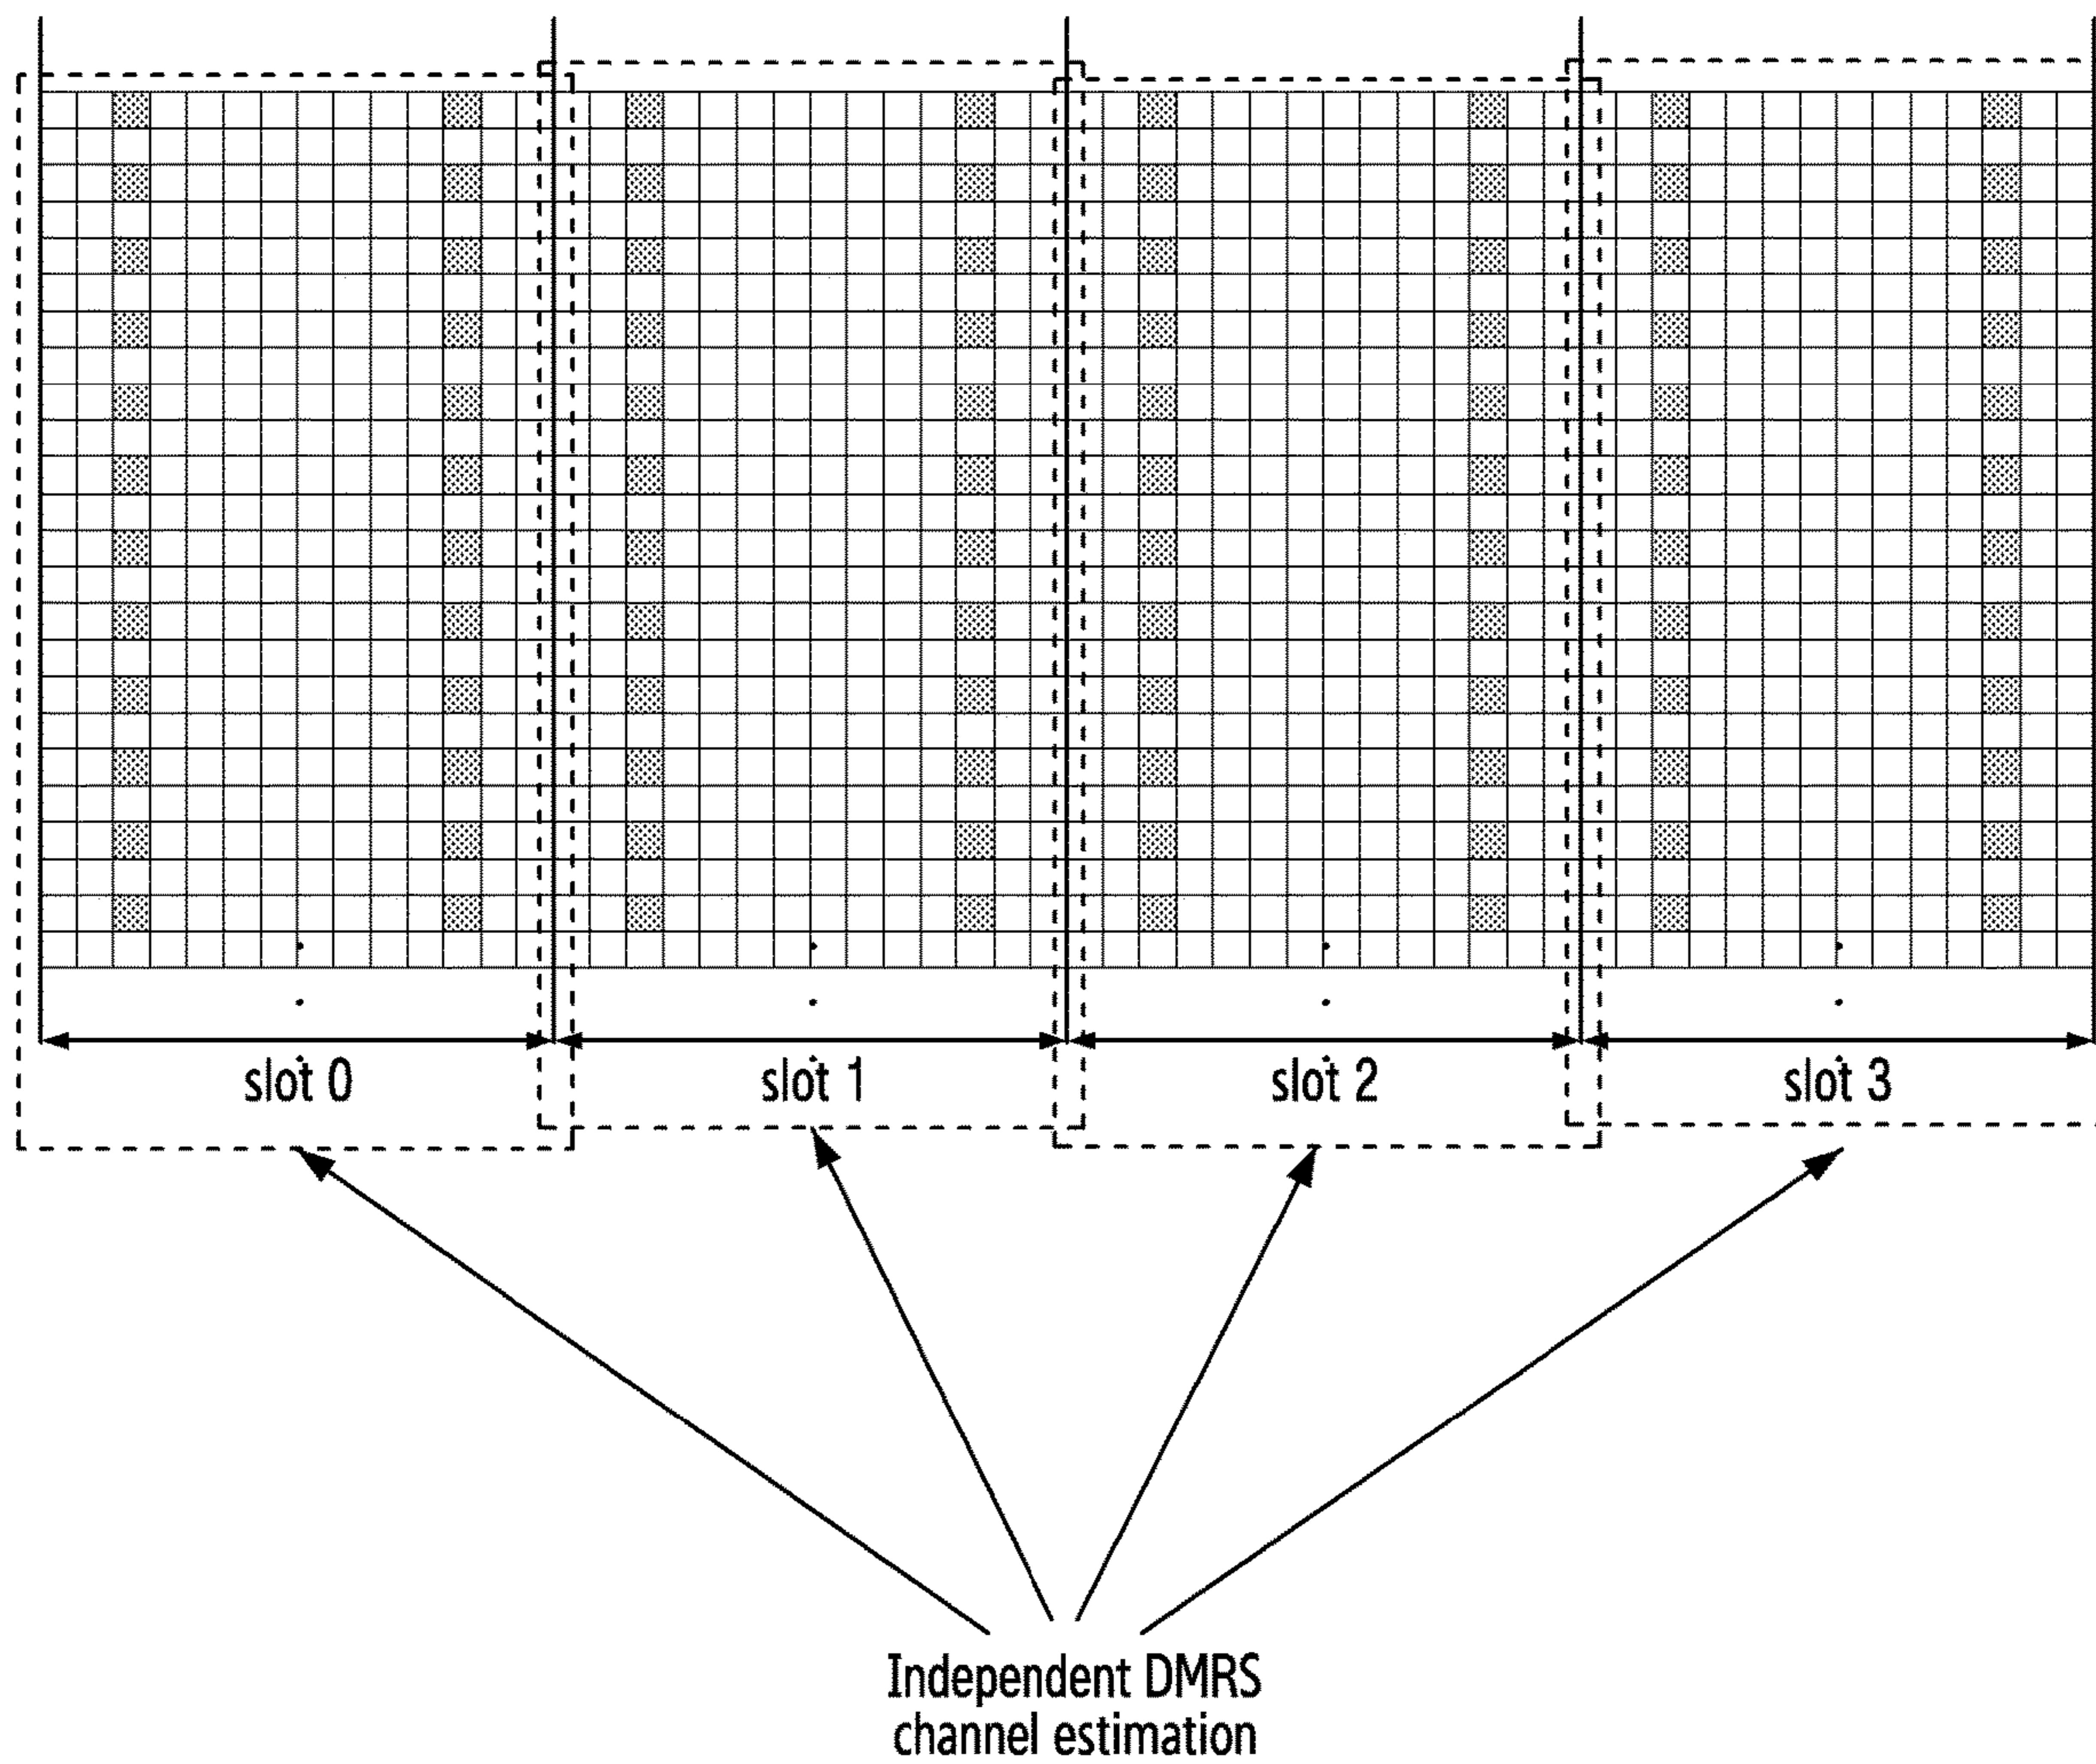 slot 0
slot 1
slot 2
slot 3
Independent DMRS
channel estimation